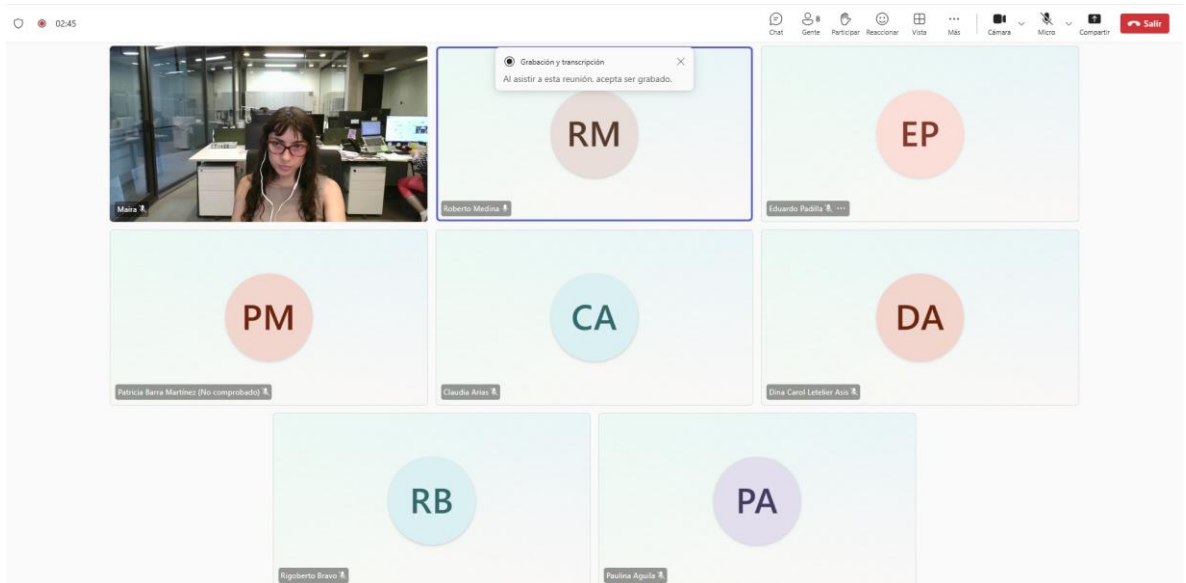 02:45
Chat
Gente 8
Participar
Reaccionar
Vista
Más
Cámara
Micro
Compartir
Salir
Grabación y transcripción
Al asistir a esta reunión, acepta ser grabado.
Maira
RM
Roberto Medina
EP
Eduardo Padilla
PM
Patricia Barra Martínez (No comprobado)
CA
Claudia Arias
DA
Dina Carol Letelier Asis
RB
Rigoberto Bravo
PA
Paulina Aguila